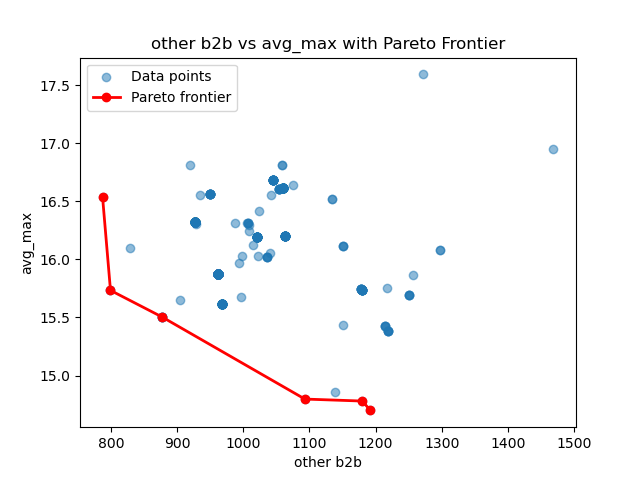 other b2b vs avg_max with Pareto Frontier
Data points
Pareto frontier
avg_max
17.5
17.0
16.5
16.0
15.5
15.0
800 900 1000 1100 1200 1300 1400 1500
other b2b